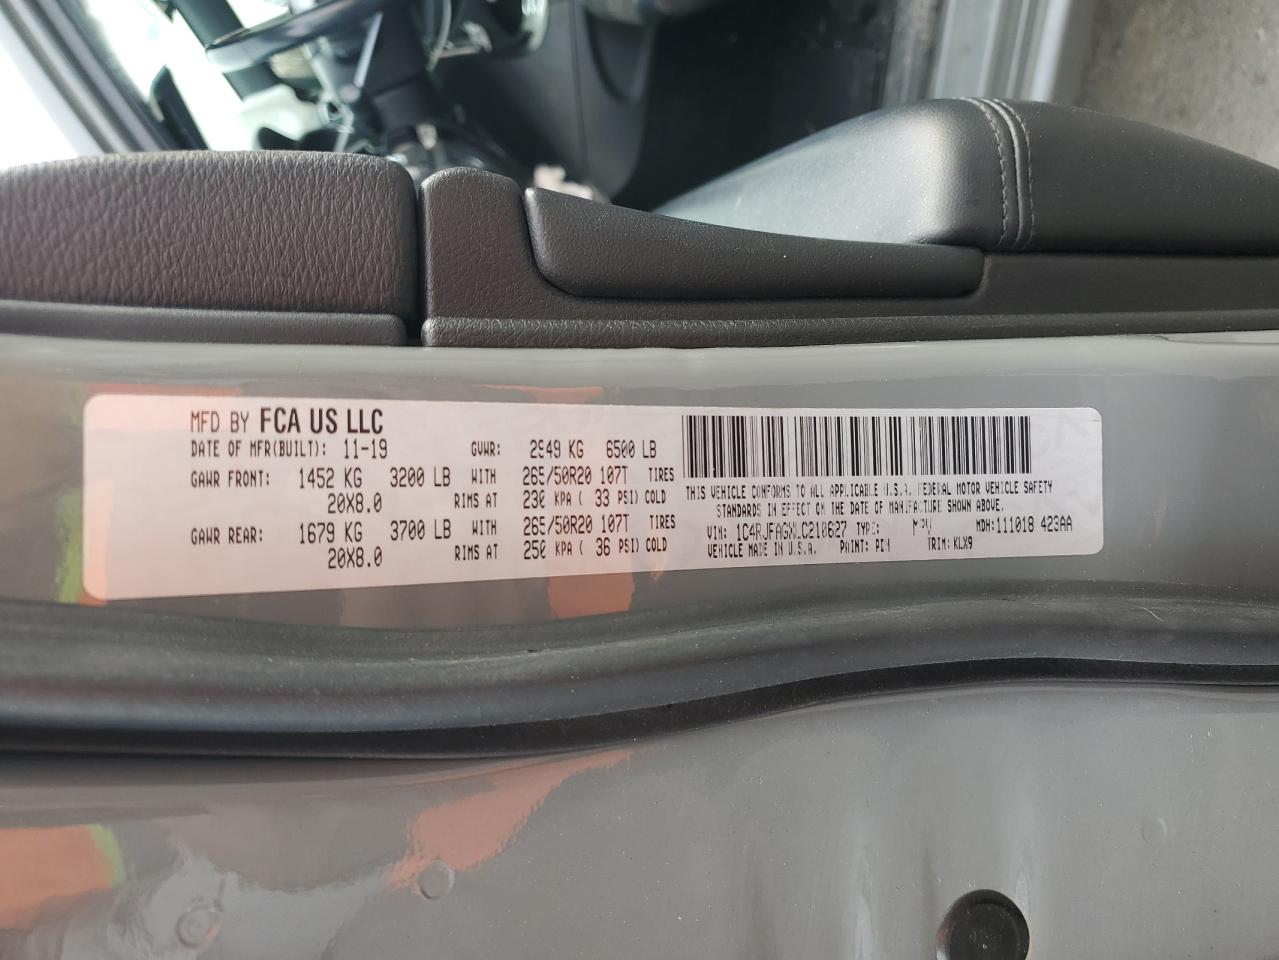 MFD BY FCA US LLC
DATE OF MFR(BUILT): 11-19 GVWR: 2949 KG 6500 LB
GAWR FRONT: 1452 KG 3200 LB WITH 265/50R20 107T TIRES
20X8.0 RIMS AT 230 KPA ( 33 PSI) COLD
GAWR REAR: 1679 KG 3700 LB WITH 265/50R20 107T TIRES
20X8.0 RIMS AT 250 KPA ( 36 PSI) COLD
THIS VEHICLE CONFORMS TO ALL APPLICABLE U.S.A. FEDERAL MOTOR VEHICLE SAFETY
STANDARDS IN EFFECT ON THE DATE OF MANUFACTURE SHOWN ABOVE.
VIN: 1C4RJFAGXLC210627 TYPE: MPV MDH:111018 423AA
VEHICLE MADE IN U.S.A. PAINT: TRIM: KLX9